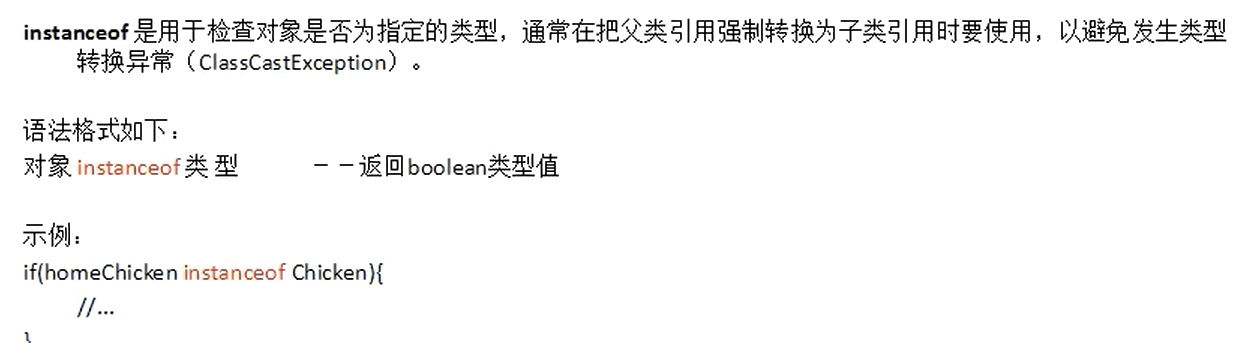 instanceof 是用于检查对象是否为指定的类型，通常在把父类引用强制转换为子类引用时要使用，以避免发生类型
转换异常（ClassCastException）。
语法格式如下：
对象 instanceof 类 型 －－返回boolean类型值
示例：
if(homeChicken instanceof Chicken){
//...
}